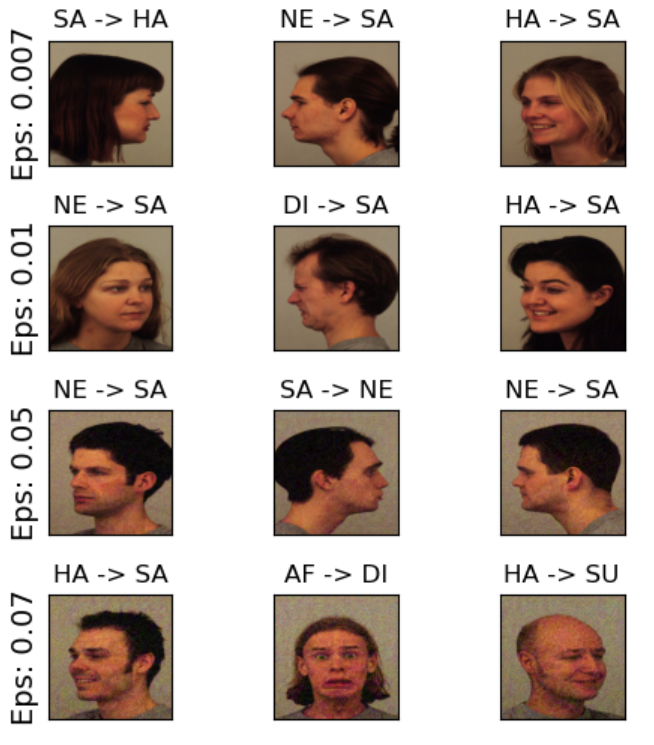 SA -> HA NE -> SA HA -> SA
Eps: 0.007
NE -> SA DI -> SA HA -> SA
Eps: 0.01
NE -> SA SA -> NE NE -> SA
Eps: 0.05
HA -> SA AF -> DI HA -> SU
Eps: 0.07